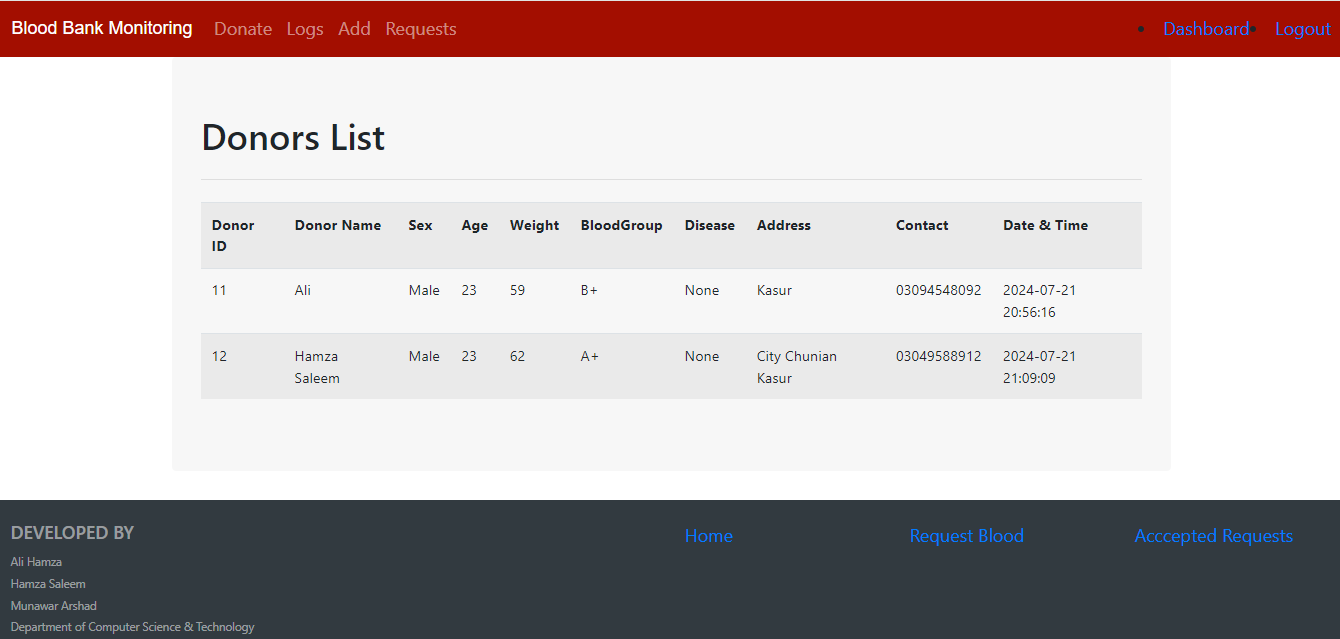 Blood Bank Monitoring Donate Logs Add Requests Dashboard Logout
Donors List
Donor ID Donor Name Sex Age Weight BloodGroup Disease Address Contact Date & Time
11 Ali Male 23 59 B+ None Kasur 03094548092 2024-07-21 20:56:16
12 Hamza Saleem Male 23 62 A+ None City Chunian Kasur 03049588912 2024-07-21 21:09:09
DEVELOPED BY Home Request Blood Acccepted Requests
Ali Hamza
Hamza Saleem
Munawar Arshad
Department of Computer Science & Technology